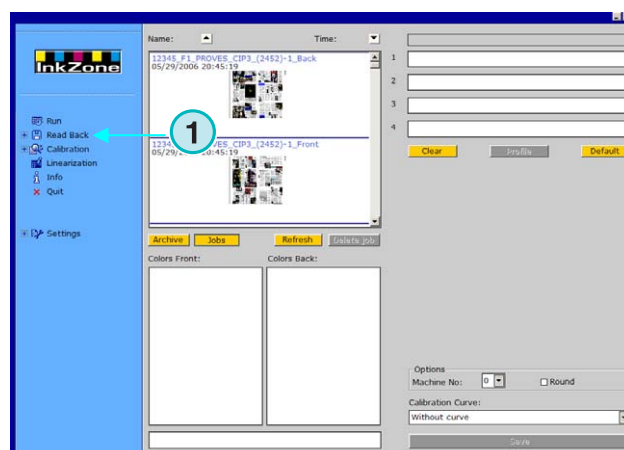 InkZone
Run
Read Back
Calibration
Linearization
Info
Quit
Settings
1
Name:
Time:
12345_F1_PROVES_CIP3_(2452)-1_Back
05/29/2006 20:45:19
1234 _PROVES_CIP3_(2452)-1_Front
05/29/2 :45:19
Archive
Jobs
Refresh
Delete job
Colors Front:
Colors Back:
1
2
3
4
Clear
Profile
Default
Options
Machine No:
0
Round
Calibration Curve:
Without curve
Save